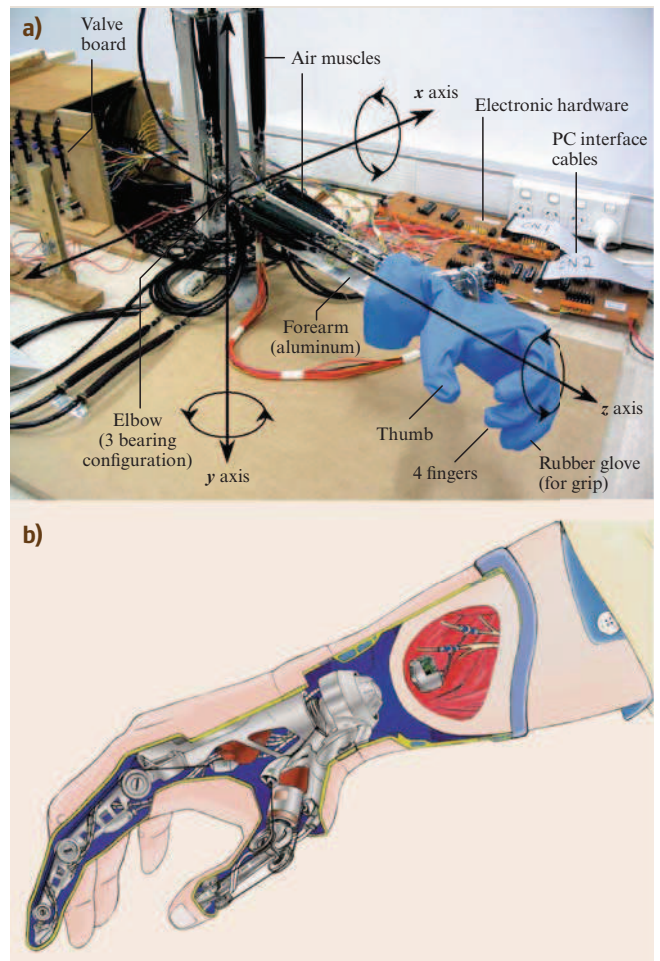 a)
Valve
board
Air muscles
x axis
Electronic hardware
PC interface
cables
CN2
Forearm
(aluminum)
Elbow
(3 bearing
configuration)
y axis
Thumb
4 fingers
z axis
Rubber glove
(for grip)
b)